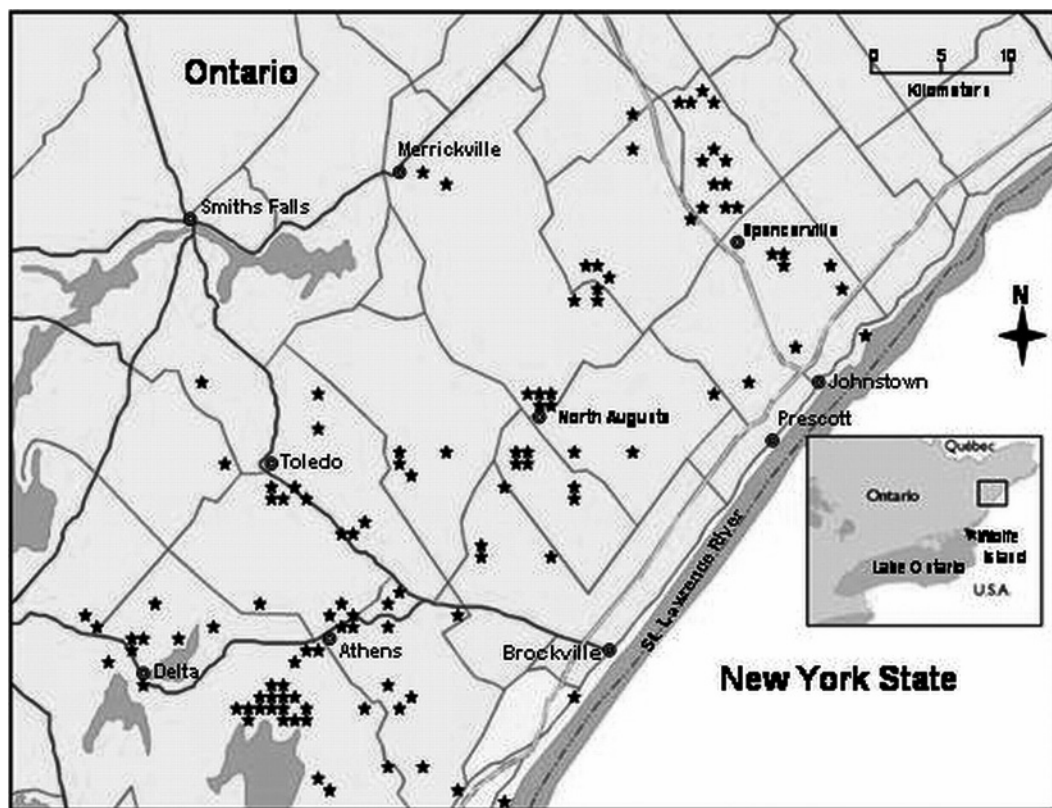 Ontario
0 5 10
Kilometers
Merrickville
Smiths Falls
Spencerville
N
Johnstown
North Augusta
Prescott
Toledo
Québec
Ontario
Wolfe
Island
Lake Ontario
U.S.A.
St. Lawrence River
Athens
Brockville
Delta
New York State